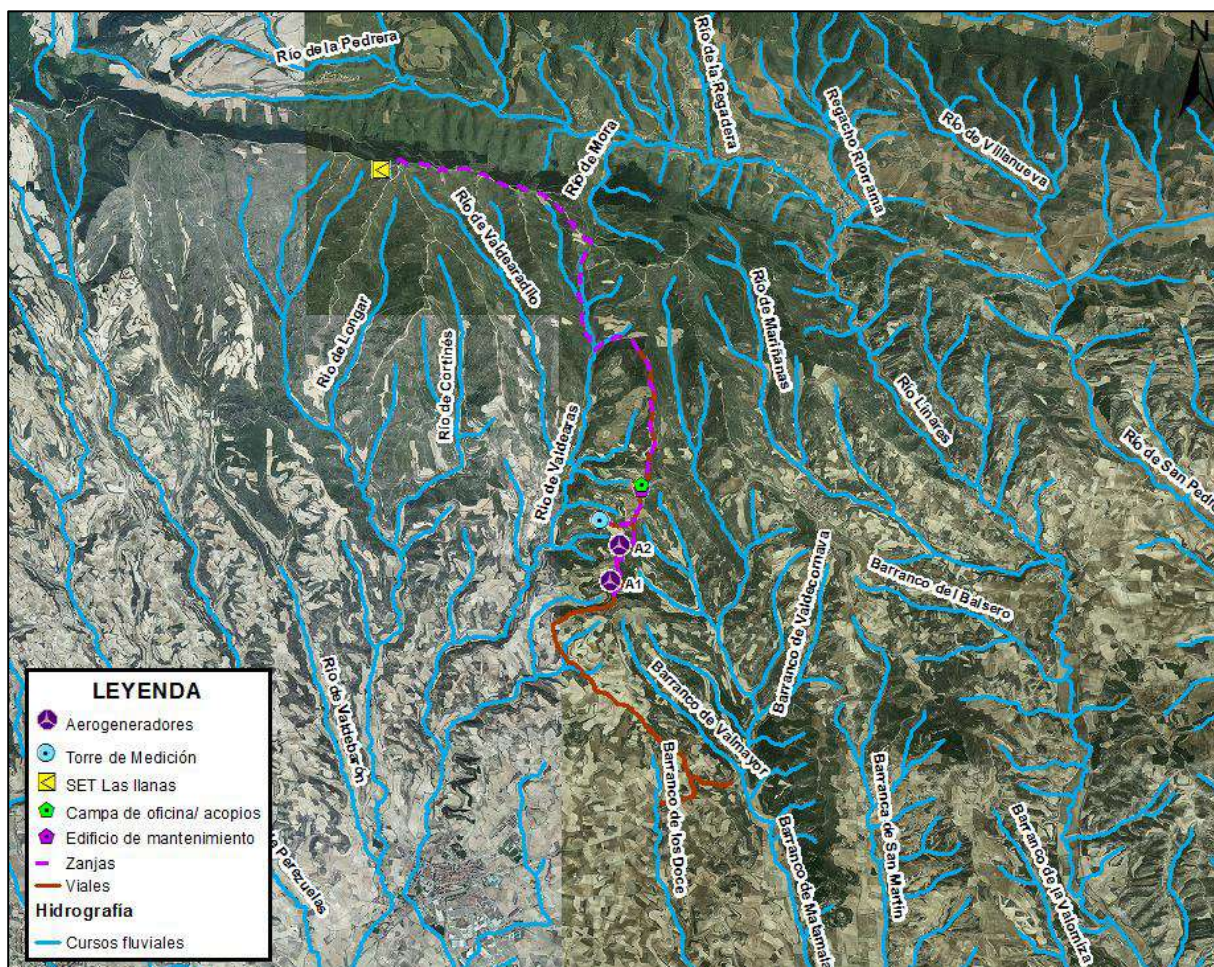 Río de la Pedrera
N
Río de la Regadera
Regacho Riorrama
Río de Villanueva
Río de Mora
Río de Valdearadillo
Río de Mariñanas
Río de Longar
Río de Cortinés
Río Linares
Río de San Pedro
Río de Valdearas
A2
A1
Barranco del Balsero
Barranco de Valdecornava
Barranco de Valmayor
Río de Valdebarón
Barranco de los Doce
Barranca de San Martín
Barranco de la Valorniza
Barranco de Matamala
de Perezuelas
LEYENDA
Aerogeneradores
Torre de Medición
SET Las llanas
Campa de oficina/ acopios
Edificio de mantenimiento
Zanjas
Viales
Hidrografía
Cursos fluviales